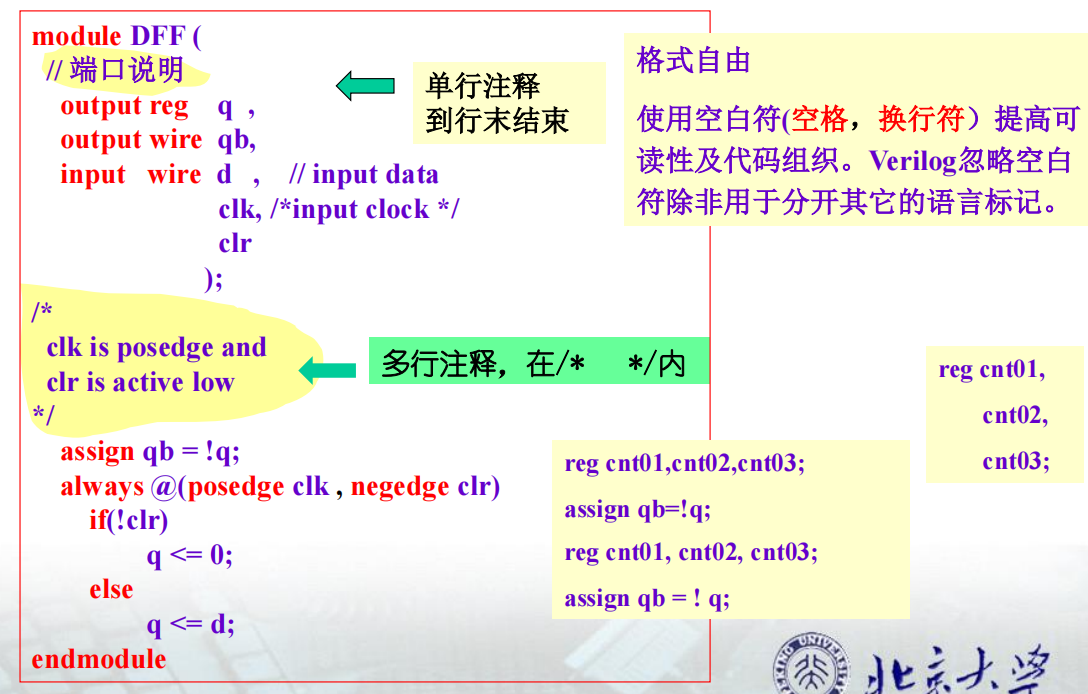 module DFF (
// 端口说明
output reg q ,
output wire qb,
input wire d , // input data
clk, /*input clock */
clr
);
/*
clk is posedge and
clr is active low
*/
assign qb = !q;
always @(posedge clk , negedge clr)
if(!clr)
q <= 0;
else
q <= d;
endmodule
单行注释
到行末结束
多行注释，在/* */内
格式自由
使用空白符(空格，换行符）提高可
读性及代码组织。Verilog忽略空白
符除非用于分开其它的语言标记。
reg cnt01,
cnt02,
cnt03;
reg cnt01,cnt02,cnt03;
assign qb=!q;
reg cnt01, cnt02, cnt03;
assign qb = ! q;
北京大学